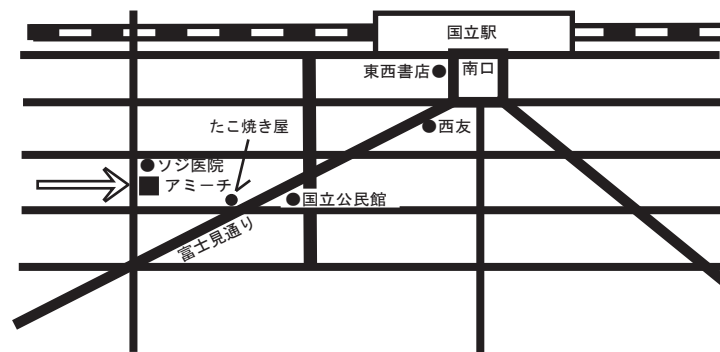 国立駅
東西書店
南口
たこ焼き屋
西友
ソジ医院
アミーチ
国立公民館
富士見通り